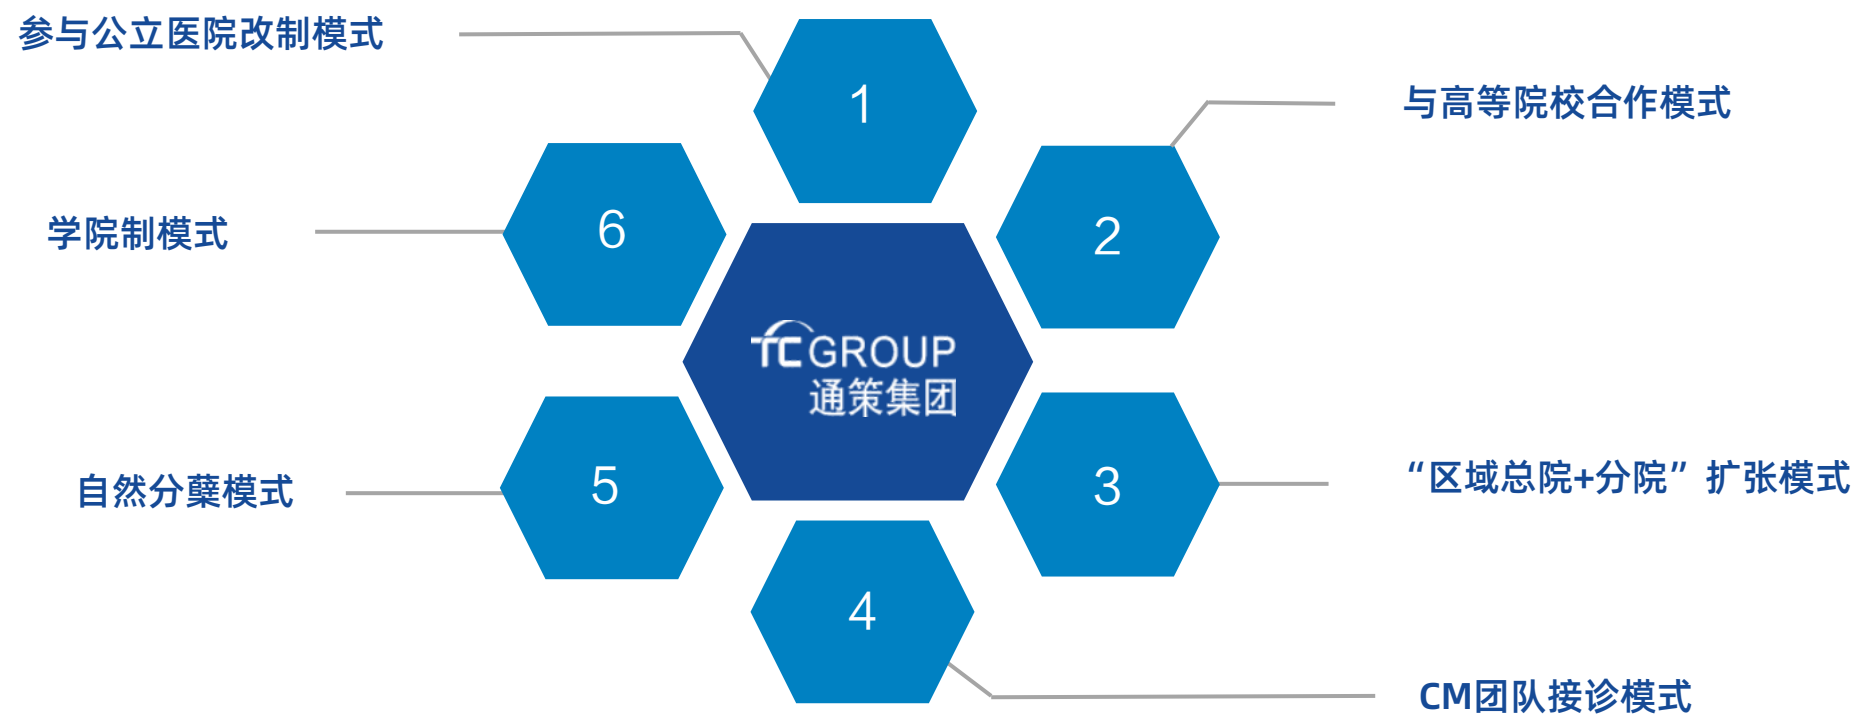 参与公立医院改制模式
1
与高等院校合作模式
2
学院制模式
6
TC GROUP
通策集团
自然分蘖模式
5
3
“区域总院+分院”扩张模式
4
CM团队接诊模式